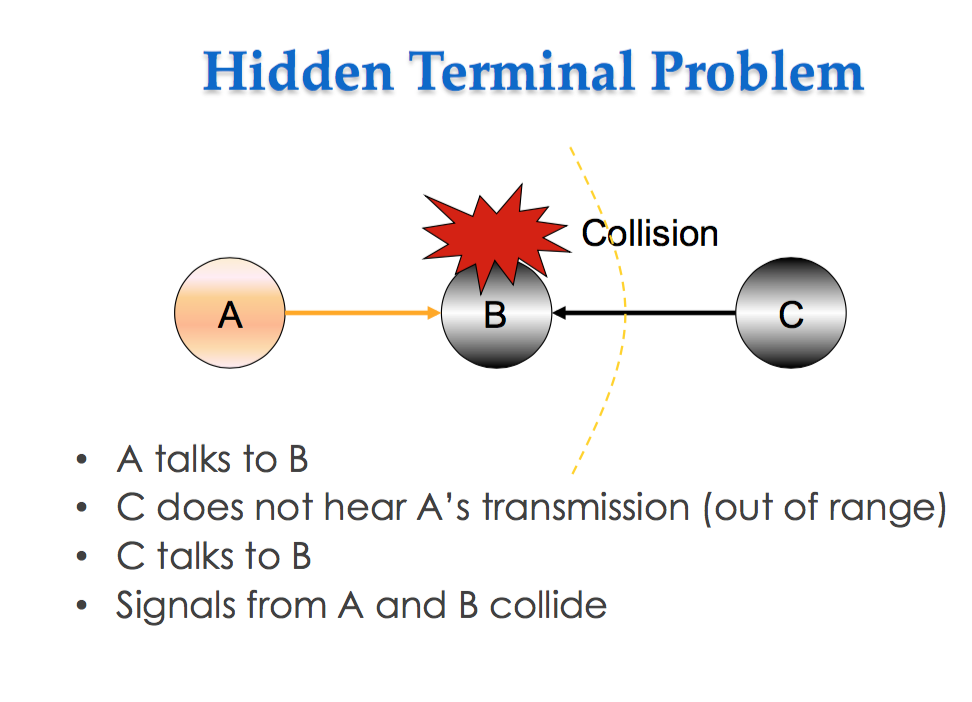 Hidden Terminal Problem
Collision
A
B
C
• A talks to B
• C does not hear A’s transmission (out of range)
• C talks to B
• Signals from A and B collide